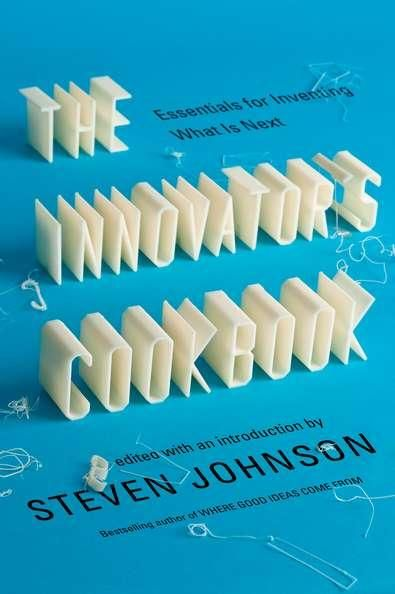 THE
Essentials for Inventing
What Is Next
INNOVATOR'S
COOKBOOK
edited with an introduction by
STEVEN JOHNSON
Bestselling author of WHERE GOOD IDEAS COME FROM